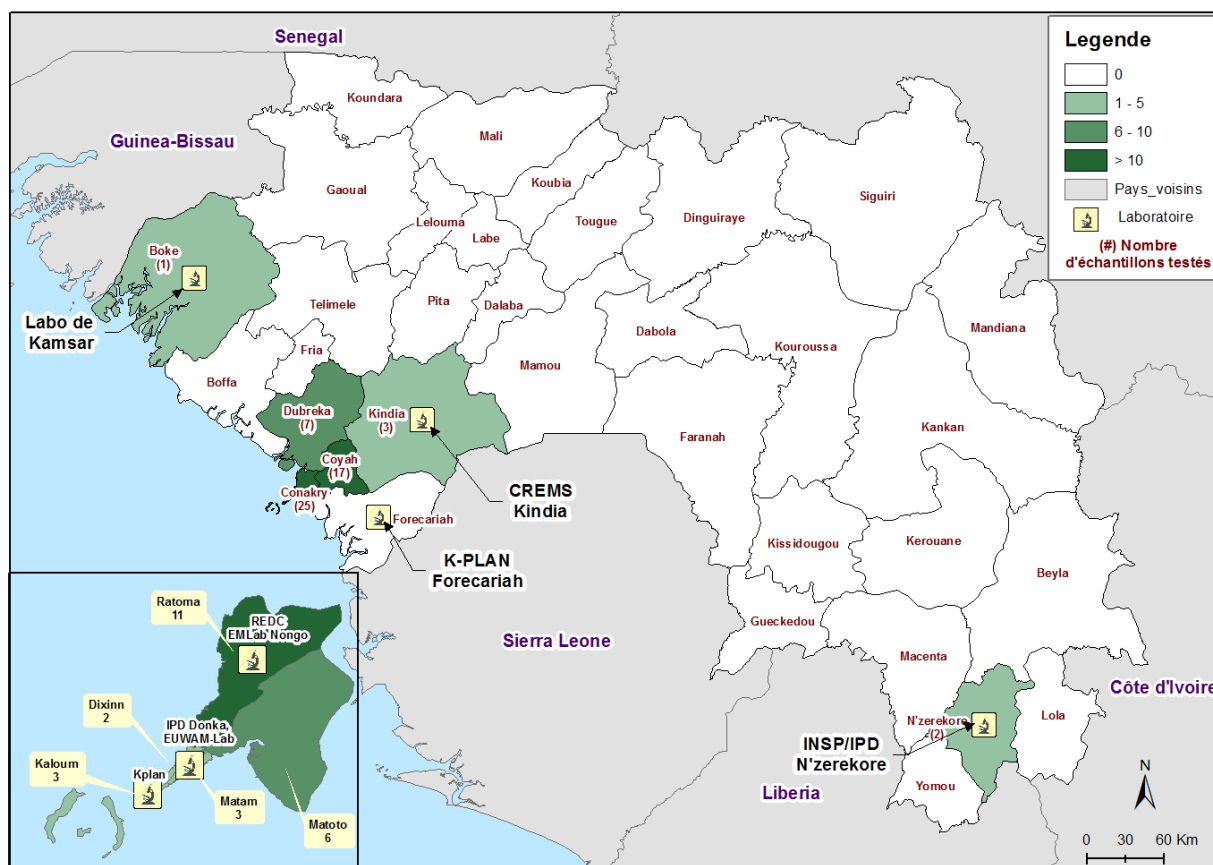 Senegal
Guinea-Bissau
Koundara
Mali
Gaoual
Koubia
Lelouma
Labe
Tougue
Dinguiraye
Siguiri
Boke
(1)
Labo de
Kamsar
Telimele
Pita
Dalaba
Dabola
Kouroussa
Mandiana
Fria
Boffa
Mamou
Dubreka
(7)
Kindia
(3)
Coyah
(17)
Conakry
(25)
Forecariah
CREMS
Kindia
K-PLAN
Forecariah
Faranah
Kankan
Kissidougou
Kerouane
Beyla
Gueckedou
Macenta
Sierra Leone
Côte d'Ivoire
N'zerekore
(2)
Lola
INSP/IPD
N'zerekore
Yomou
Liberia
Legende
0
1 - 5
6 - 10
> 10
Pays_voisins
Laboratoire
(#) Nombre
d'échantillons testés
Ratoma
11
REDC
EMLab Nongo
Dixinn
2
IPD Donka,
EUWAM-Lab
Kaloum
3
Kplan
Matam
3
Matoto
6
N
0 30 60 Km